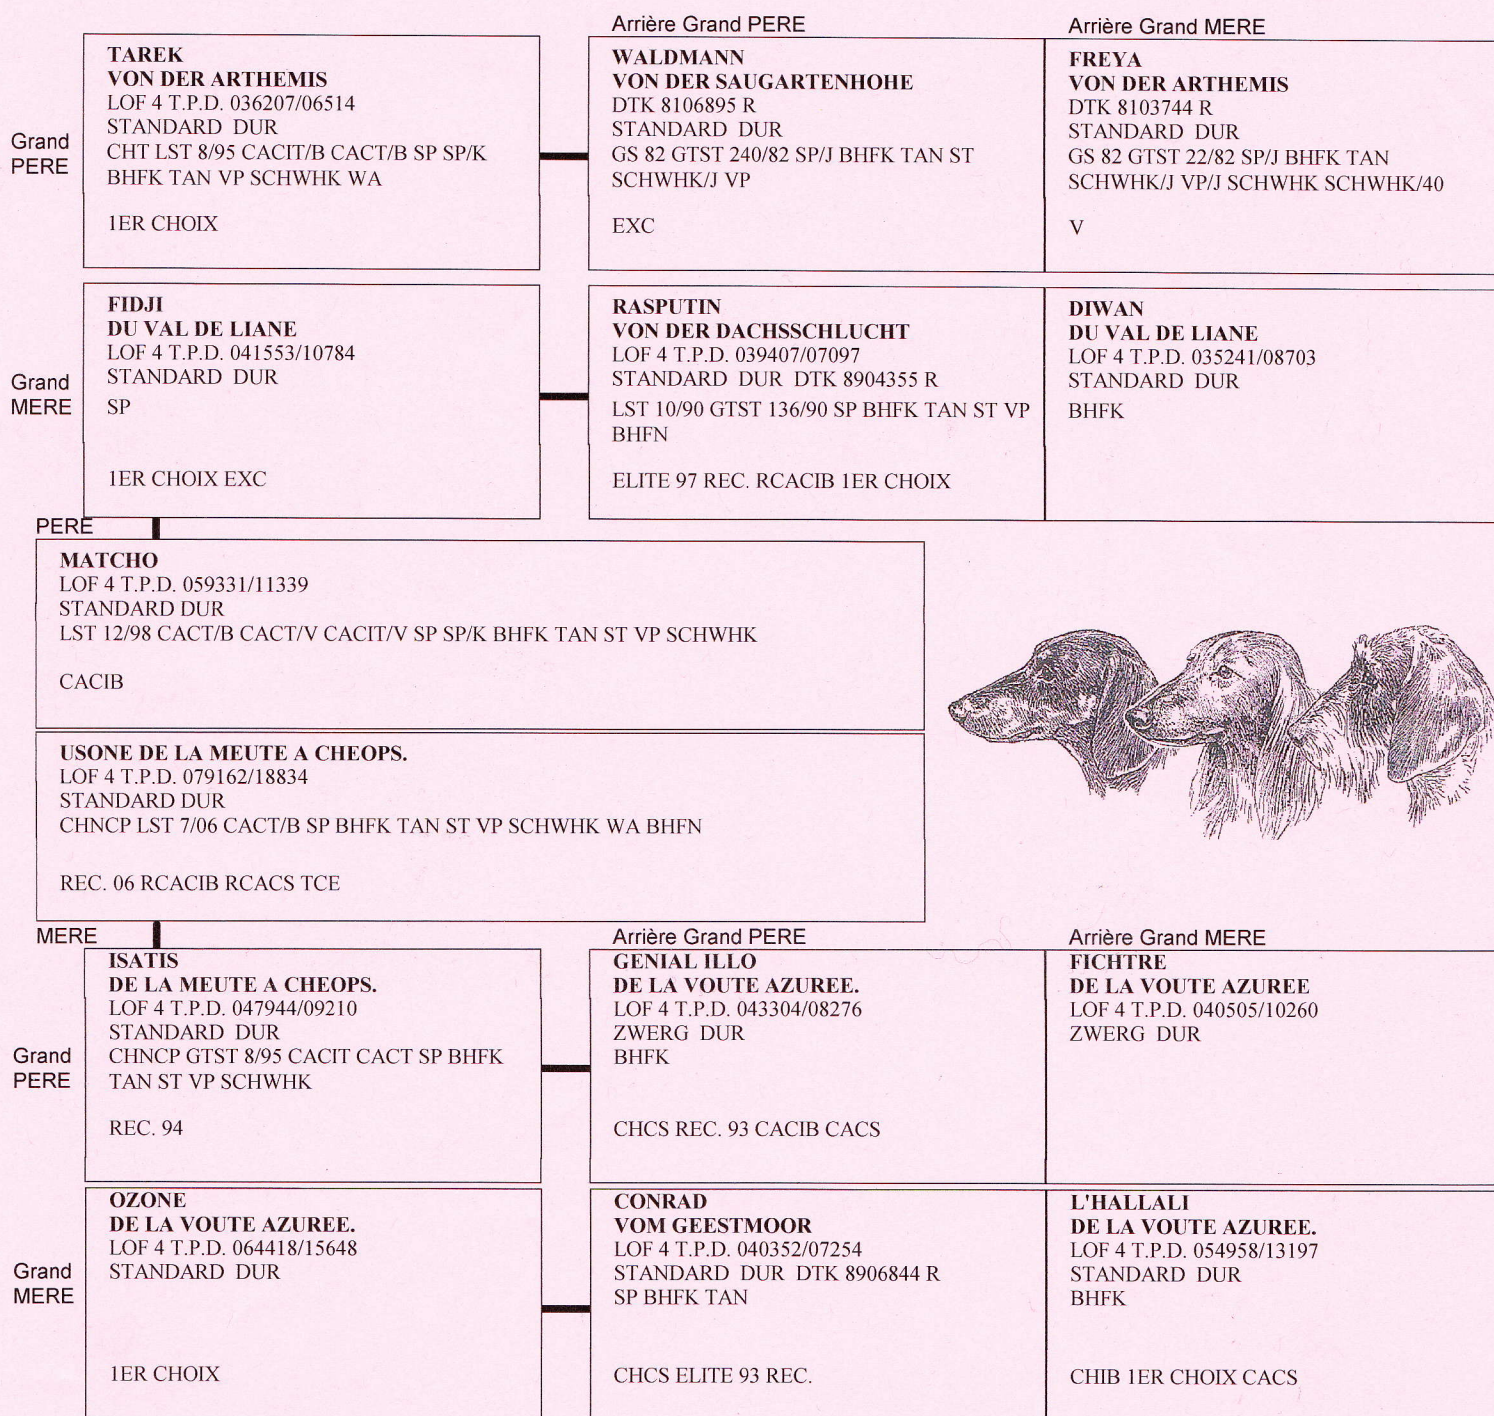 Arrière Grand PERE
Arrière Grand MERE
Grand
PERE
TAREK
VON DER ARTHEMIS
LOF 4 T.P.D. 036207/06514
STANDARD DUR
CHT LST 8/95 CACIT/B CACT/B SP SP/K
BHFK TAN VP SCHWHK WA
1ER CHOIX
WALDMANN
VON DER SAUGARTENHOHE
DTK 8106895 R
STANDARD DUR
GS 82 GTST 240/82 SP/J BHFK TAN ST
SCHWHK/J VP
EXC
FREYA
VON DER ARTHEMIS
DTK 8103744 R
STANDARD DUR
GS 82 GTST 22/82 SP/J BHFK TAN
SCHWHK/J VP/J SCHWHK SCHWHK/40
V
Grand
MERE
FIDJI
DU VAL DE LIANE
LOF 4 T.P.D. 041553/10784
STANDARD DUR
SP
1ER CHOIX EXC
RASPUTIN
VON DER DACHSSCHLUCHT
LOF 4 T.P.D. 039407/07097
STANDARD DUR DTK 8904355 R
LST 10/90 GTST 136/90 SP BHFK TAN ST VP
BHFN
ELITE 97 REC. RCACIB 1ER CHOIX
DIWAN
DU VAL DE LIANE
LOF 4 T.P.D. 035241/08703
STANDARD DUR
BHFK
PERE
MATCHO
LOF 4 T.P.D. 059331/11339
STANDARD DUR
LST 12/98 CACT/B CACT/V CACIT/V SP SP/K BHFK TAN ST VP SCHWHK
CACIB
USONE DE LA MEUTE A CHEOPS.
LOF 4 T.P.D. 079162/18834
STANDARD DUR
CHNCP LST 7/06 CACT/B SP BHFK TAN ST VP SCHWHK WA BHFN
REC. 06 RCACIB RCACS TCE
MERE
Arrière Grand PERE
Arrière Grand MERE
Grand
PERE
ISATIS
DE LA MEUTE A CHEOPS.
LOF 4 T.P.D. 047944/09210
STANDARD DUR
CHNCP GTST 8/95 CACIT CACT SP BHFK
TAN ST VP SCHWHK
REC. 94
GENIAL ILLO
DE LA VOUTE AZUREE.
LOF 4 T.P.D. 043304/08276
ZWERG DUR
BHFK
CHCS REC. 93 CACIB CACS
FICHTRE
DE LA VOUTE AZUREE
LOF 4 T.P.D. 040505/10260
ZWERG DUR
Grand
MERE
OZONE
DE LA VOUTE AZUREE.
LOF 4 T.P.D. 064418/15648
STANDARD DUR
1ER CHOIX
CONRAD
VOM GEESTMOOR
LOF 4 T.P.D. 040352/07254
STANDARD DUR DTK 8906844 R
SP BHFK TAN
CHCS ELITE 93 REC.
L'HALLALI
DE LA VOUTE AZUREE.
LOF 4 T.P.D. 054958/13197
STANDARD DUR
BHFK
CHIB 1ER CHOIX CACS